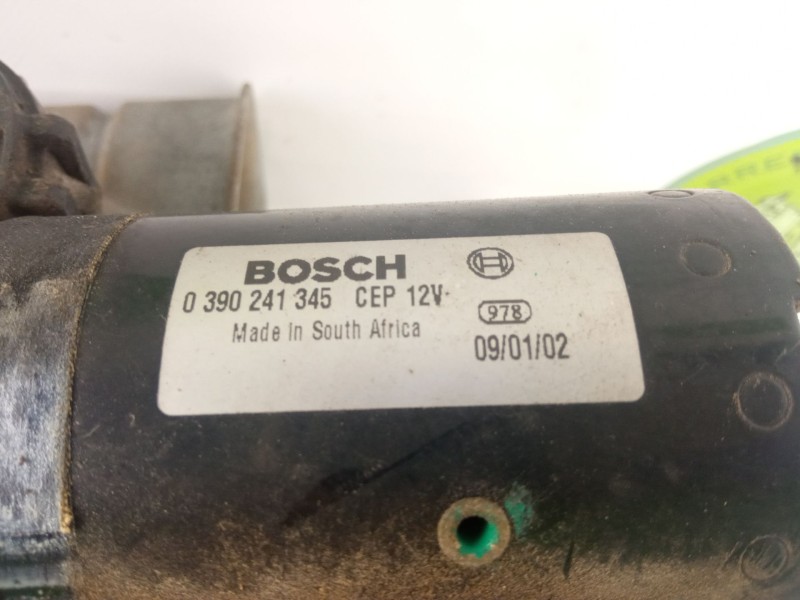 BOSCH
0 390 241 345 CEP 12V
Made in South Africa
978
09/01/02